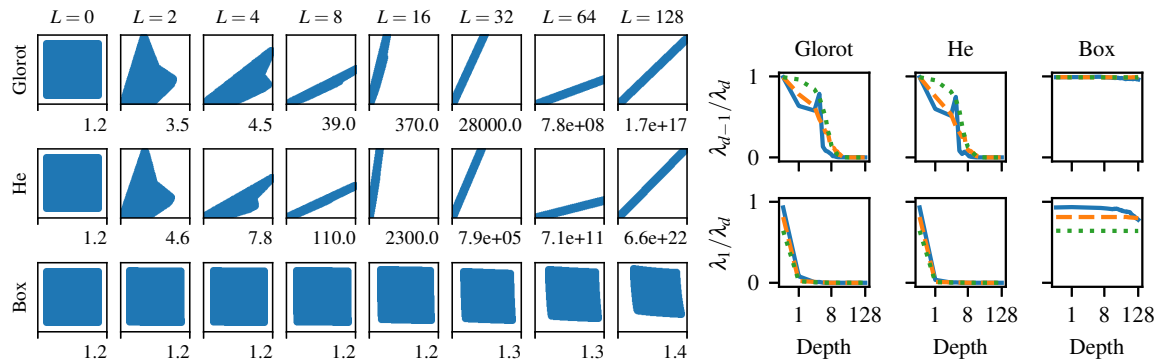 L = 0 L = 2 L = 4 L = 8 L = 16 L = 32 L = 64 L = 128
Glorot
1.2 3.5 4.5 39.0 370.0 28000.0 7.8e+08 1.7e+17
He
1.2 4.6 7.8 110.0 2300.0 7.9e+05 7.1e+11 6.6e+22
Box
1.2 1.2 1.2 1.2 1.2 1.3 1.3 1.4
Glorot He Box
λ_{d−1}/λ_d
1
0
λ_1/λ_d
1
0
1 8 128 1 8 128 1 8 128
Depth Depth Depth